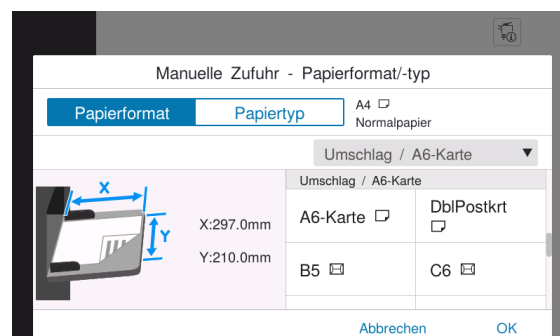 Manuelle Zufuhr - Papierformat/-typ
Papierformat Papiertyp A4
Normalpapier
Umschlag / A6-Karte
Umschlag / A6-Karte
X
Y
X:297.0mm
Y:210.0mm
A6-Karte DblPostkrt
B5 C6
Abbrechen OK